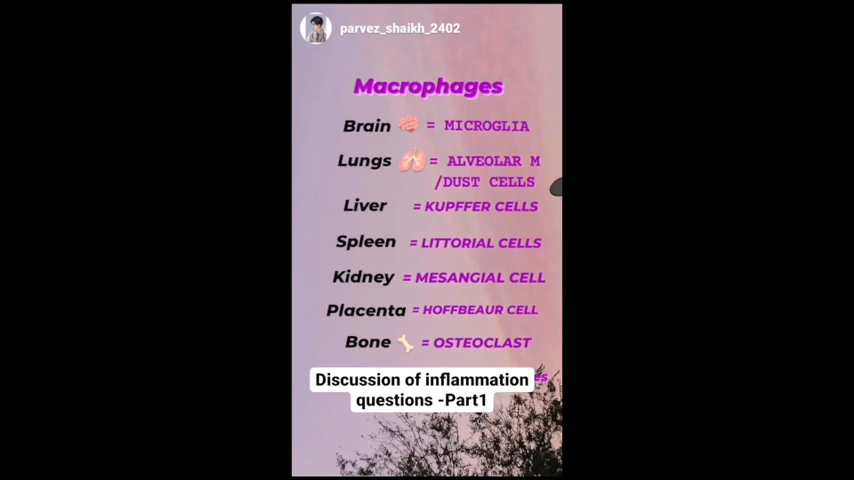 parvez_shaikh_2402
Macrophages
Brain = MICROGLIA
Lungs = ALVEOLAR M
/DUST CELLS
Liver = KUPFFER CELLS
Spleen = LITTORIAL CELLS
Kidney = MESANGIAL CELL
Placenta = HOFFBEAUR CELL
Bone = OSTEOCLAST
Discussion of inflammation
questions -Part1